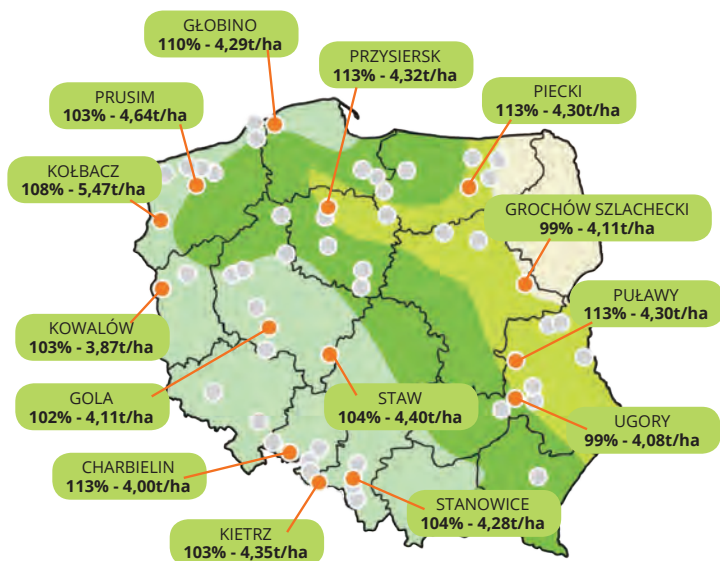 GŁOBINO
110% - 4,29t/ha
PRZYSIERSK
113% - 4,32t/ha
PIECKI
113% - 4,30t/ha
PRUSIM
103% - 4,64t/ha
KOŁBACZ
108% - 5,47t/ha
GROCHÓW SZLACHECKI
99% - 4,11t/ha
PUŁAWY
113% - 4,30t/ha
KOWALÓW
103% - 3,87t/ha
GOLA
102% - 4,11t/ha
STAW
104% - 4,40t/ha
UGORY
99% - 4,08t/ha
CHARBIELIN
113% - 4,00t/ha
STANOWICE
104% - 4,28t/ha
KIETRZ
103% - 4,35t/ha